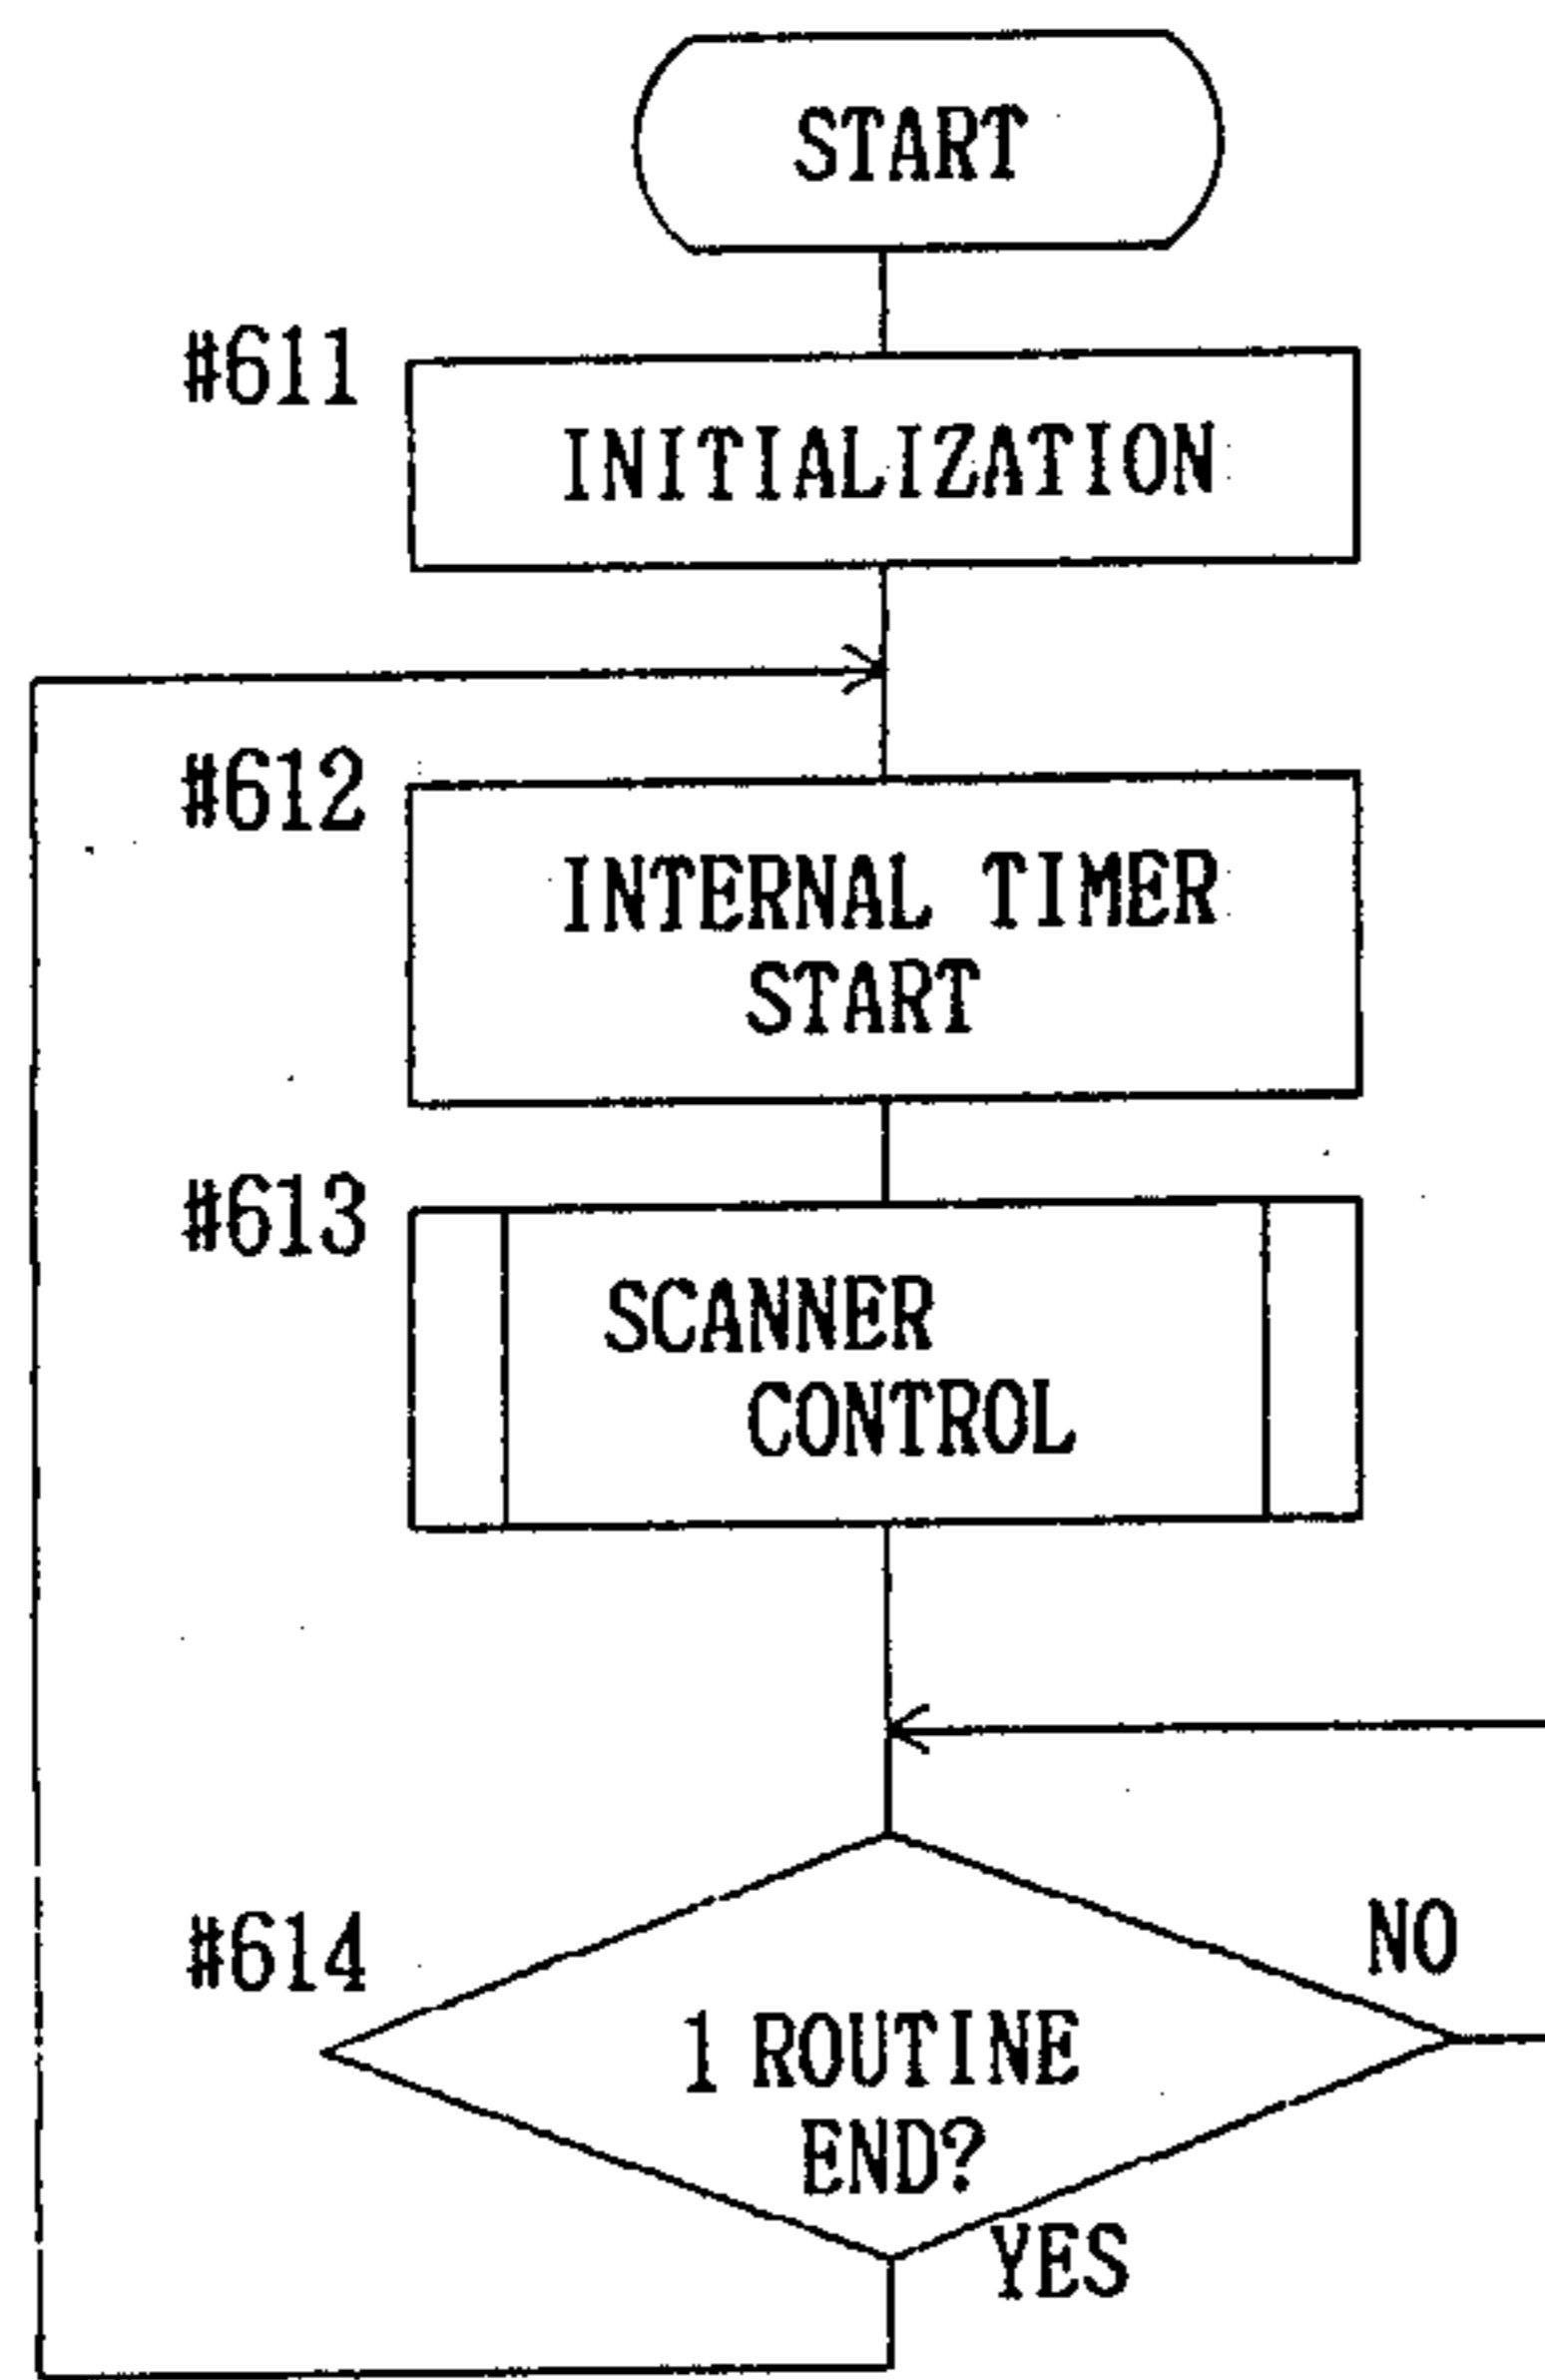 START
#611
INITIALIZATION
#612
INTERNAL TIMER
START
#613
SCANNER
CONTROL
#614
NO
1 ROUTINE
END?
YES